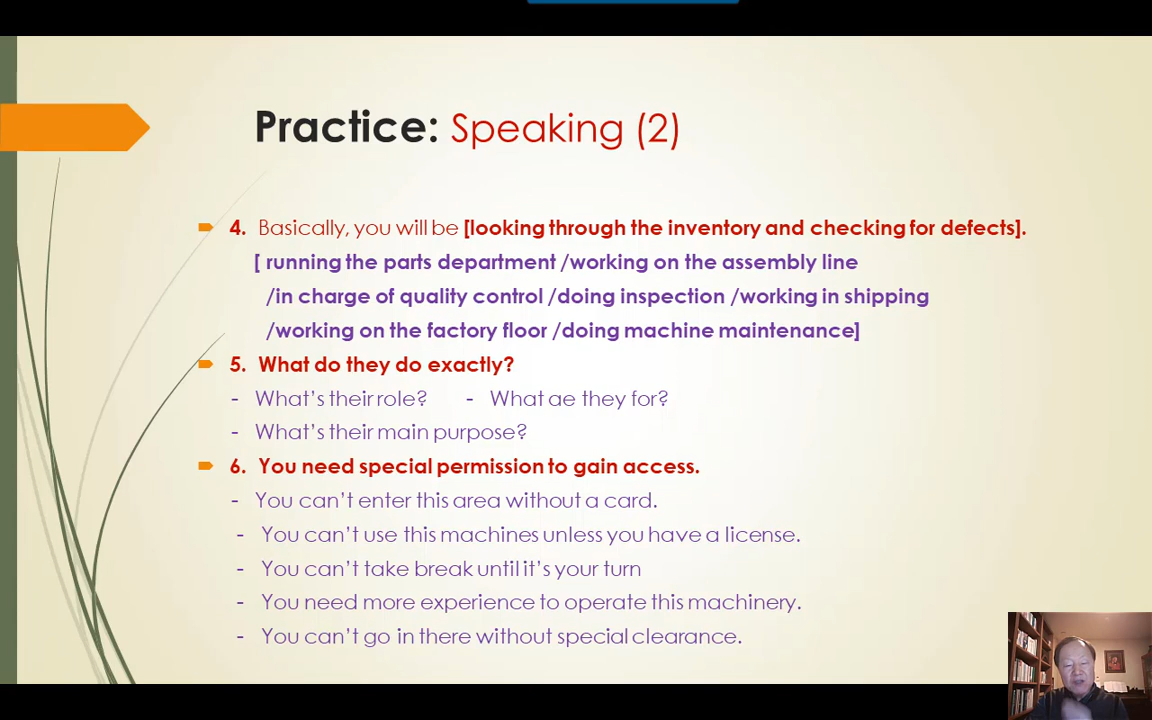 Practice: Speaking (2)
4. Basically, you will be [looking through the inventory and checking for defects].
[ running the parts department /working on the assembly line
/in charge of quality control /doing inspection /working in shipping
/working on the factory floor /doing machine maintenance]
5. What do they do exactly?
- What's their role? - What ae they for?
- What's their main purpose?
6. You need special permission to gain access.
- You can't enter this area without a card.
- You can't use this machines unless you have a license.
- You can't take break until it's your turn
- You need more experience to operate this machinery.
- You can't go in there without special clearance.